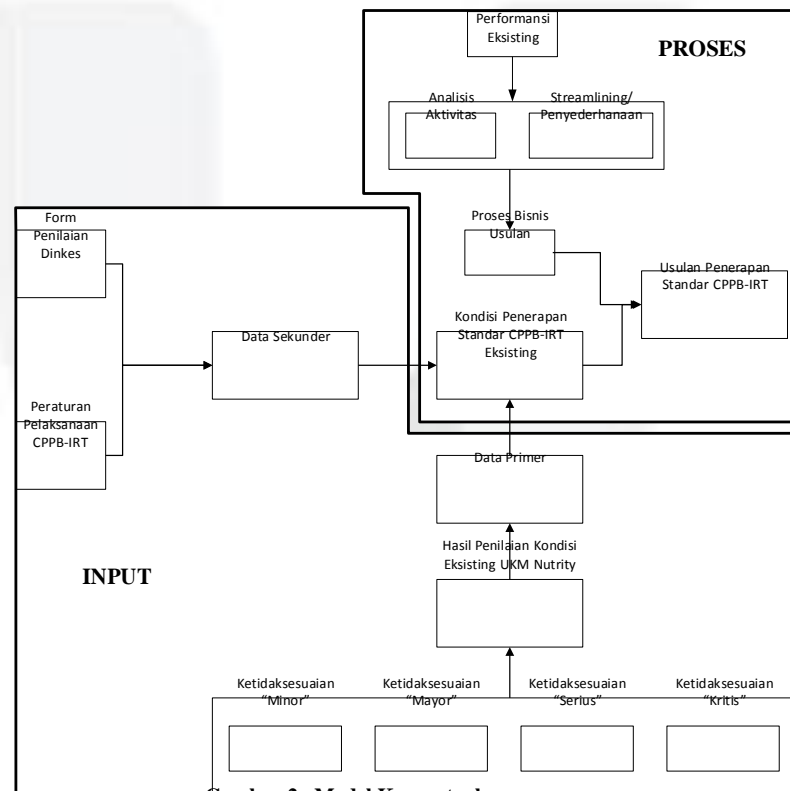 Performansi
Eksisting
PROSES
Analisis
Aktivitas
Streamlining/
Penyederhanaan
Form
Penilaian
Dinkes
Proses Bisnis
Usulan
Usulan Penerapan
Standar CPPB-IRT
Kondisi Penerapan
Standar CPPB-IRT
Eksisting
Data Sekunder
Peraturan
Pelaksanaan
CPPB-IRT
Data Primer
Hasil Penilaian Kondisi
Eksisting UKM Nutrity
INPUT
Ketidaksesuaian
"Minor"
Ketidaksesuaian
"Mayor"
Ketidaksesuaian
"Serius"
Ketidaksesuaian
"Kritis"